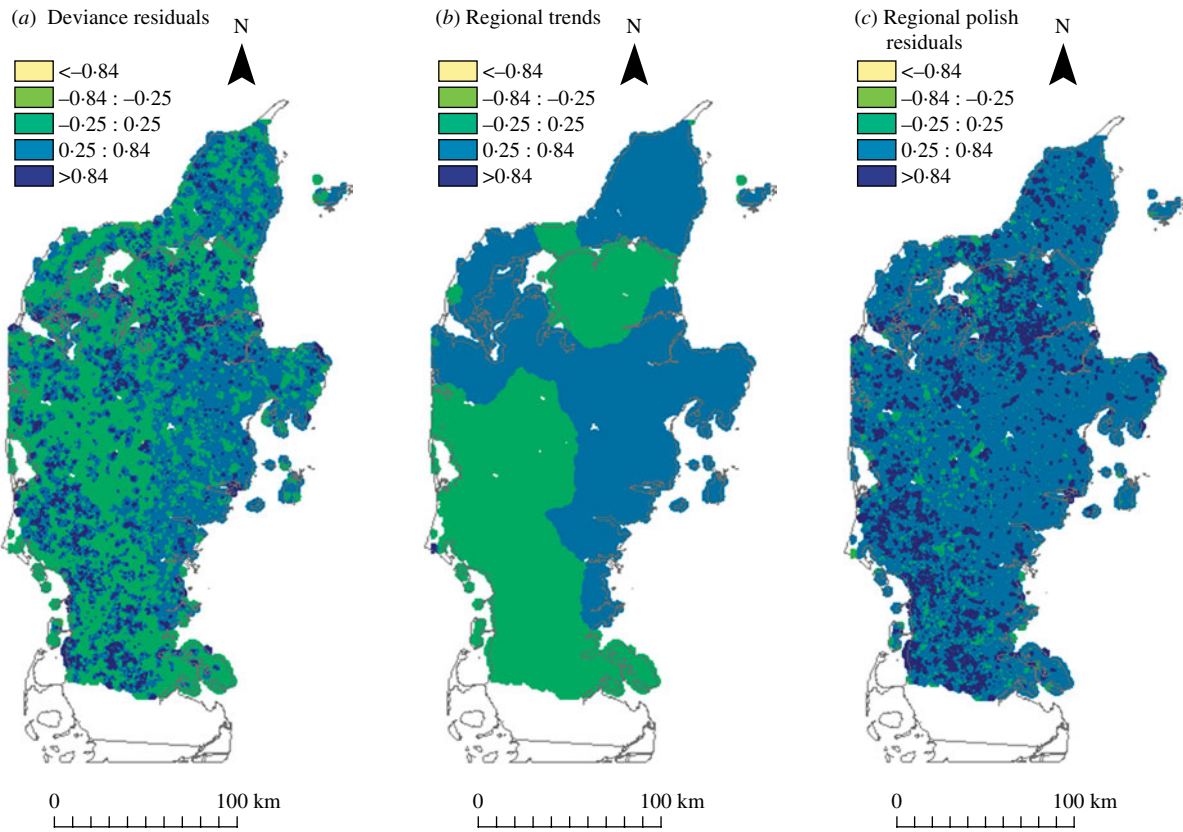 (a) Deviance residuals
N
<–0·84
–0·84 : –0·25
–0·25 : 0·25
0·25 : 0·84
>0·84
0 100 km
(b) Regional trends
N
<–0·84
–0·84 : –0·25
–0·25 : 0·25
0·25 : 0·84
>0·84
0 100 km
(c) Regional polish
residuals
N
<–0·84
–0·84 : –0·25
–0·25 : 0·25
0·25 : 0·84
>0·84
0 100 km